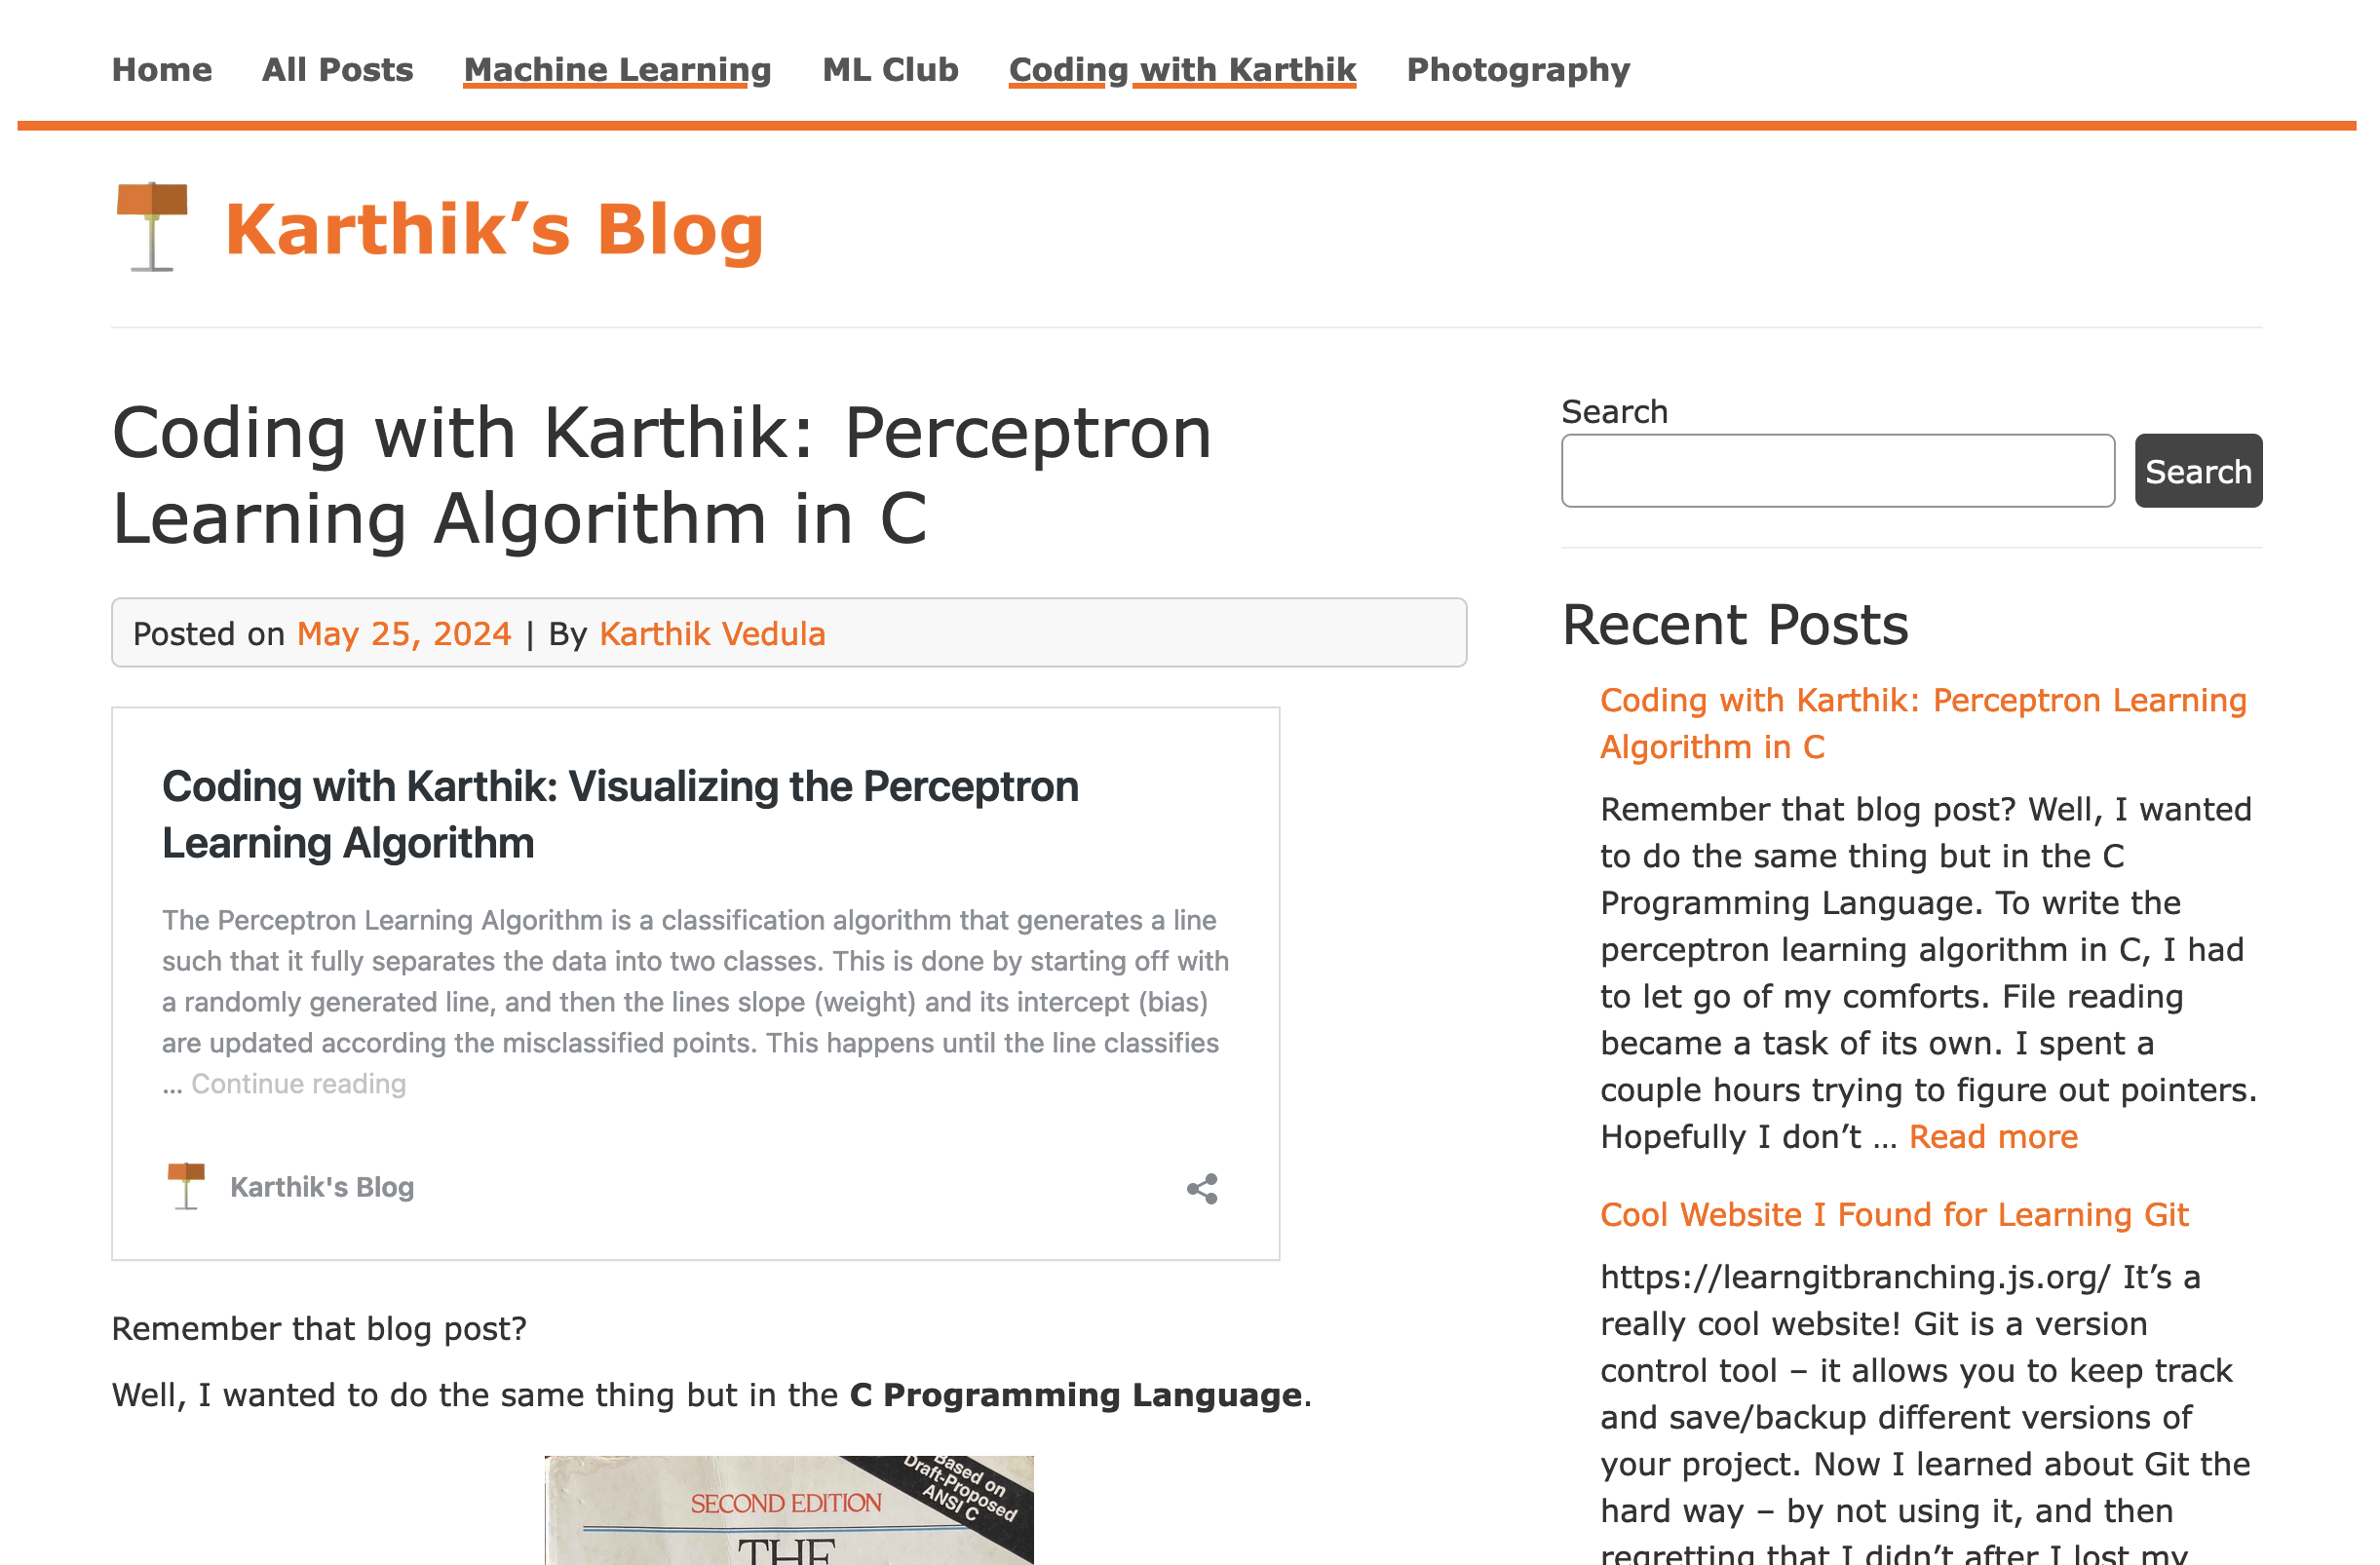 Home All Posts Machine Learning ML Club Coding with Karthik Photography
Karthik’s Blog
Coding with Karthik: Perceptron
Learning Algorithm in C
Posted on May 25, 2024 | By Karthik Vedula
Coding with Karthik: Visualizing the Perceptron
Learning Algorithm
The Perceptron Learning Algorithm is a classification algorithm that generates a line
such that it fully separates the data into two classes. This is done by starting off with
a randomly generated line, and then the lines slope (weight) and its intercept (bias)
are updated according the misclassified points. This happens until the line classifies
... Continue reading
Karthik's Blog
Remember that blog post?
Well, I wanted to do the same thing but in the C Programming Language.
SECOND EDITION
Based on
Draft-Proposed
ANSI C
THE
Search
Search
Recent Posts
Coding with Karthik: Perceptron Learning
Algorithm in C
Remember that blog post? Well, I wanted
to do the same thing but in the C
Programming Language. To write the
perceptron learning algorithm in C, I had
to let go of my comforts. File reading
became a task of its own. I spent a
couple hours trying to figure out pointers.
Hopefully I don’t … Read more
Cool Website I Found for Learning Git
https://learngitbranching.js.org/ It’s a
really cool website! Git is a version
control tool – it allows you to keep track
and save/backup different versions of
your project. Now I learned about Git the
hard way – by not using it, and then
regretting that I didn’t after I lost my